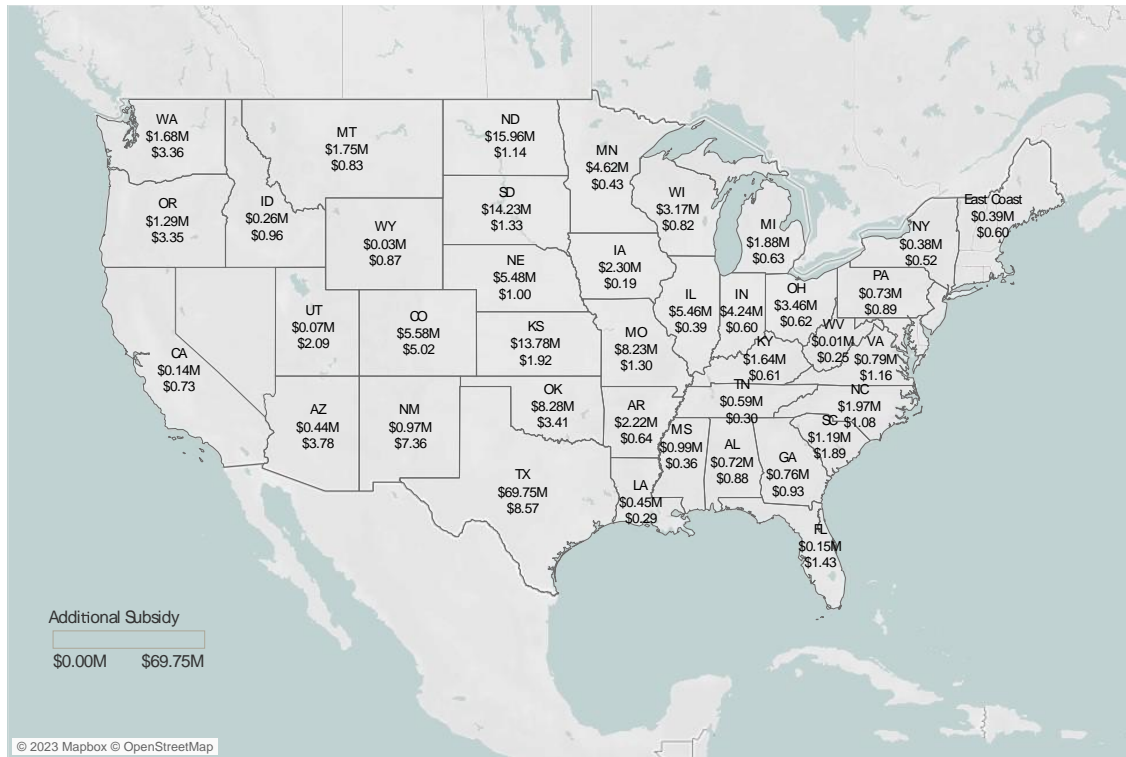 WA
$1.68M
$3.36
MT
$1.75M
$0.83
ND
$15.96M
$1.14
MN
$4.62M
$0.43
OR
$1.29M
$3.35
ID
$0.26M
$0.96
WY
$0.03M
$0.87
SD
$14.23M
$1.33
WI
$3.17M
$0.82
MI
$1.88M
$0.63
NY
$0.38M
$0.52
East Coast
$0.39M
$0.60
NE
$5.48M
$1.00
IA
$2.30M
$0.19
IL
$5.46M
$0.39
IN
$4.24M
$0.60
OH
$3.46M
$0.62
PA
$0.73M
$0.89
CA
$0.14M
$0.73
UT
$0.07M
$2.09
CO
$5.58M
$5.02
KS
$13.78M
$1.92
MO
$8.23M
$1.30
KY
$1.64M
$0.61
WV
$0.01M
$0.25
VA
$0.79M
$1.16
AZ
$0.44M
$3.78
NM
$0.97M
$7.36
OK
$8.28M
$3.41
AR
$2.22M
$0.64
TN
$0.59M
$0.30
NC
$1.97M
$1.08
SC
$1.19M
$1.89
TX
$69.75M
$8.57
LA
$0.45M
$0.29
MS
$0.99M
$0.36
AL
$0.72M
$0.88
GA
$0.76M
$0.93
FL
$0.15M
$1.43
Additional Subsidy
$0.00M $69.75M
© 2023 Mapbox © OpenStreetMap